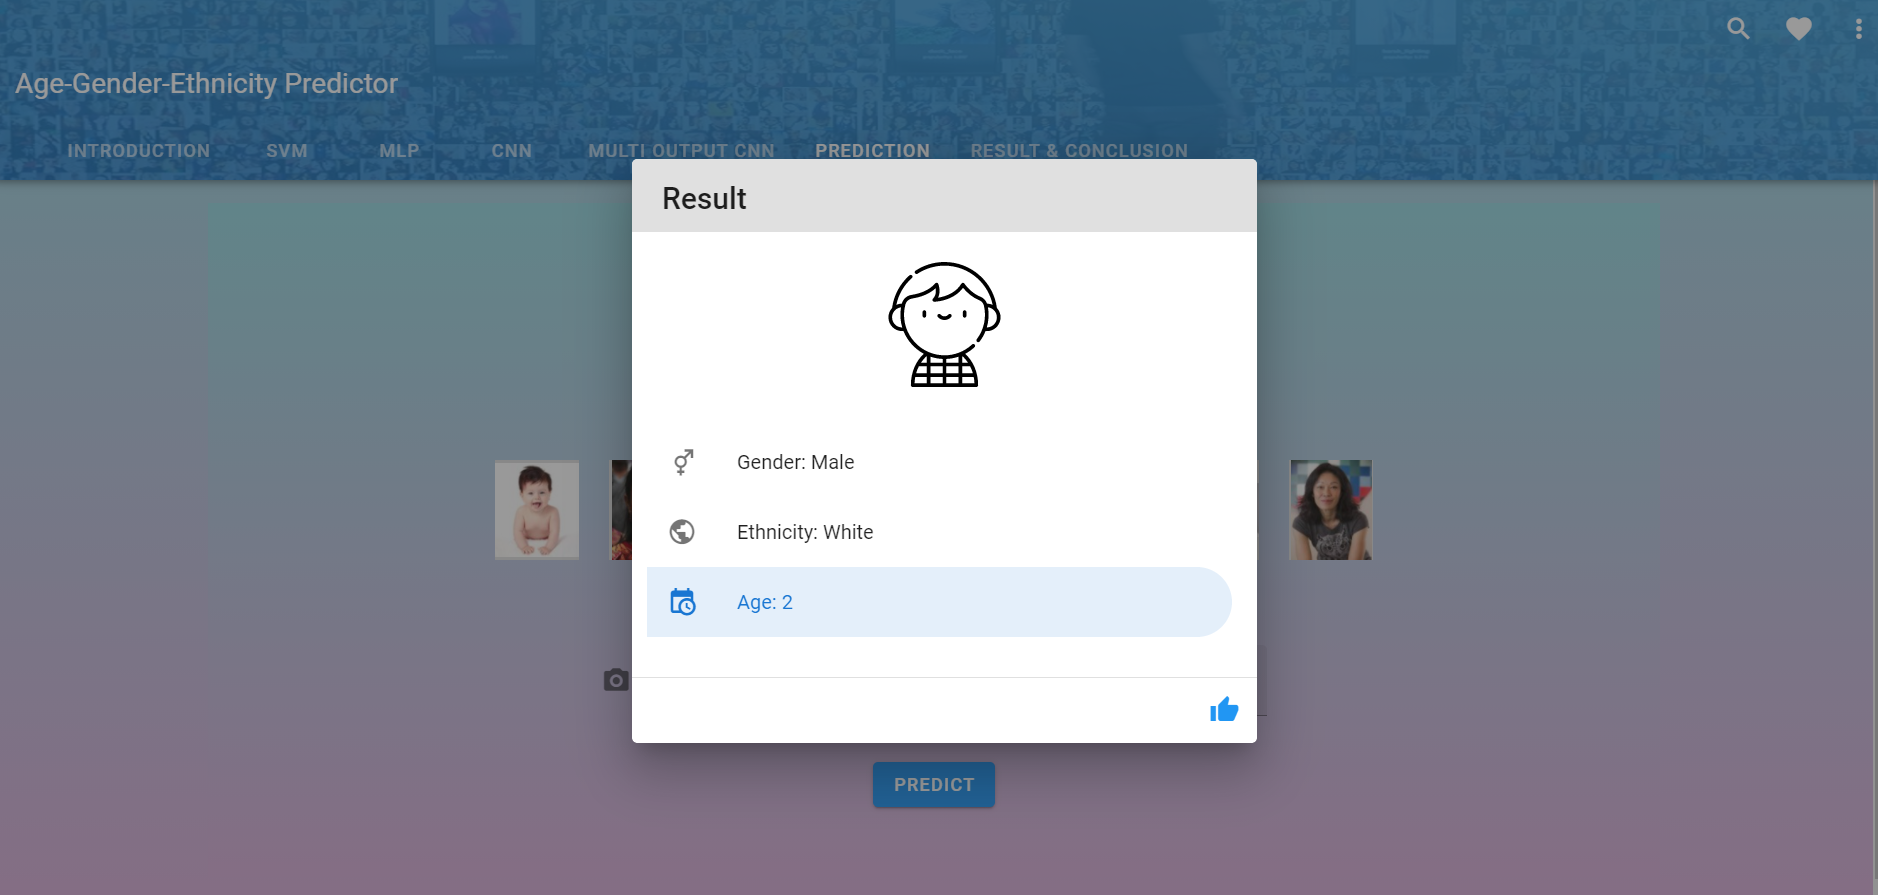 Age-Gender-Ethnicity Predictor
INTRODUCTION SVM MLP CNN MULTI OUTPUT CNN PREDICTION RESULT & CONCLUSION
Result
Gender: Male
Ethnicity: White
Age: 2
PREDICT